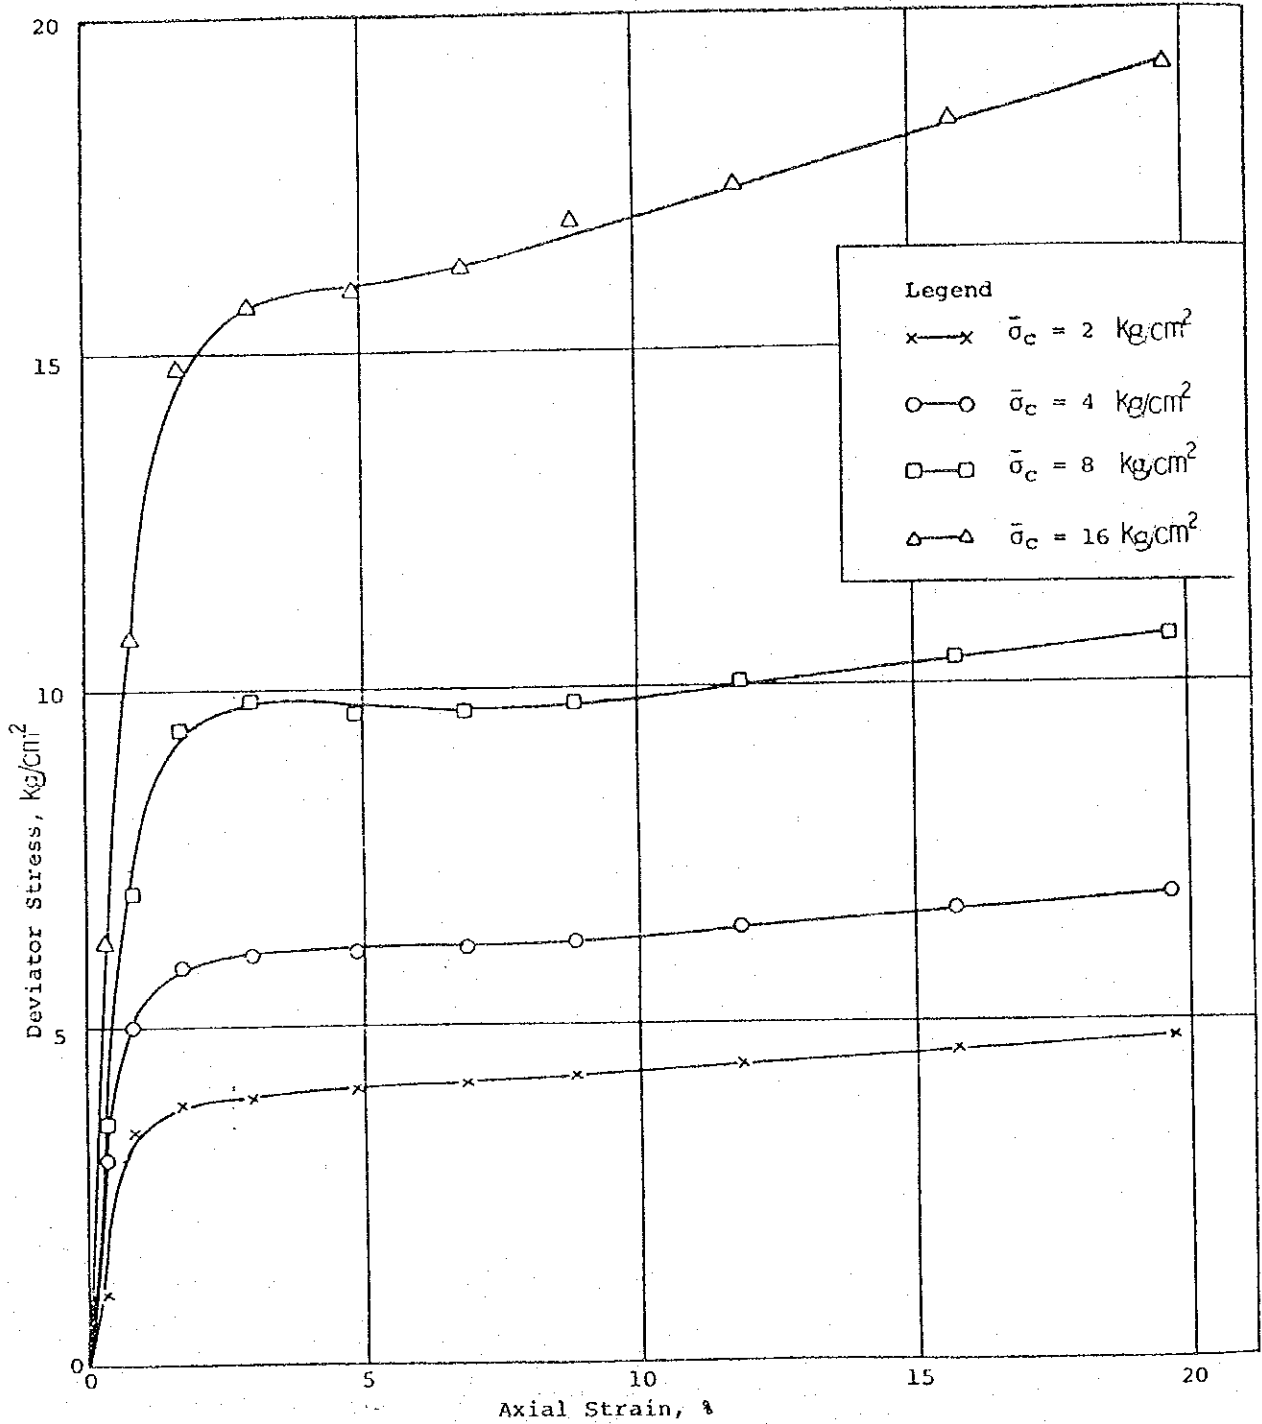 20
15
10
5
0
Deviator Stress, kg/cm²
Legend
σ̄c = 2 kg/cm²
σ̄c = 4 kg/cm²
σ̄c = 8 kg/cm²
σ̄c = 16 kg/cm²
0 5 10 15 20
Axial Strain, %